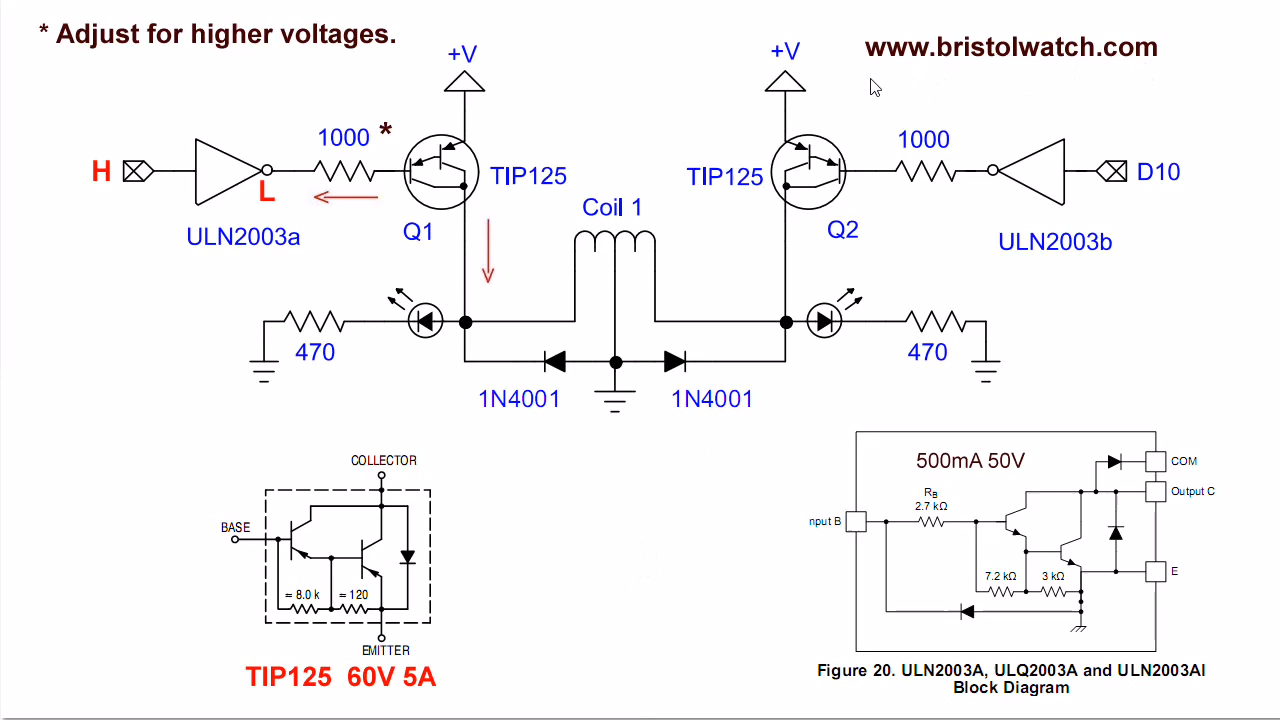 * Adjust for higher voltages.
www.bristolwatch.com
+V
+V
1000 *
1000
H
L
TIP125
TIP125
D10
ULN2003a
Q1
Coil 1
Q2
ULN2003b
470
470
1N4001
1N4001
COLLECTOR
BASE
≈ 8.0 k
≈ 120
EMITTER
TIP125 60V 5A
500mA 50V
COM
RB
2.7 kΩ
Output C
nput B
7.2 kΩ
3 kΩ
E
Figure 20. ULN2003A, ULQ2003A and ULN2003AI
Block Diagram